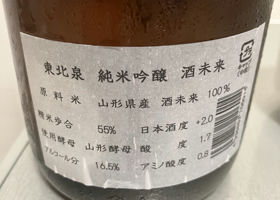 東北泉 純米吟醸 酒未来
原料米 山形県産 酒未来 100%
精米歩合 55% 日本酒度 +2.0
使用酵母 山形酵母 酸度 1.7
アルコール分 16.5% アミノ酸度 0.8